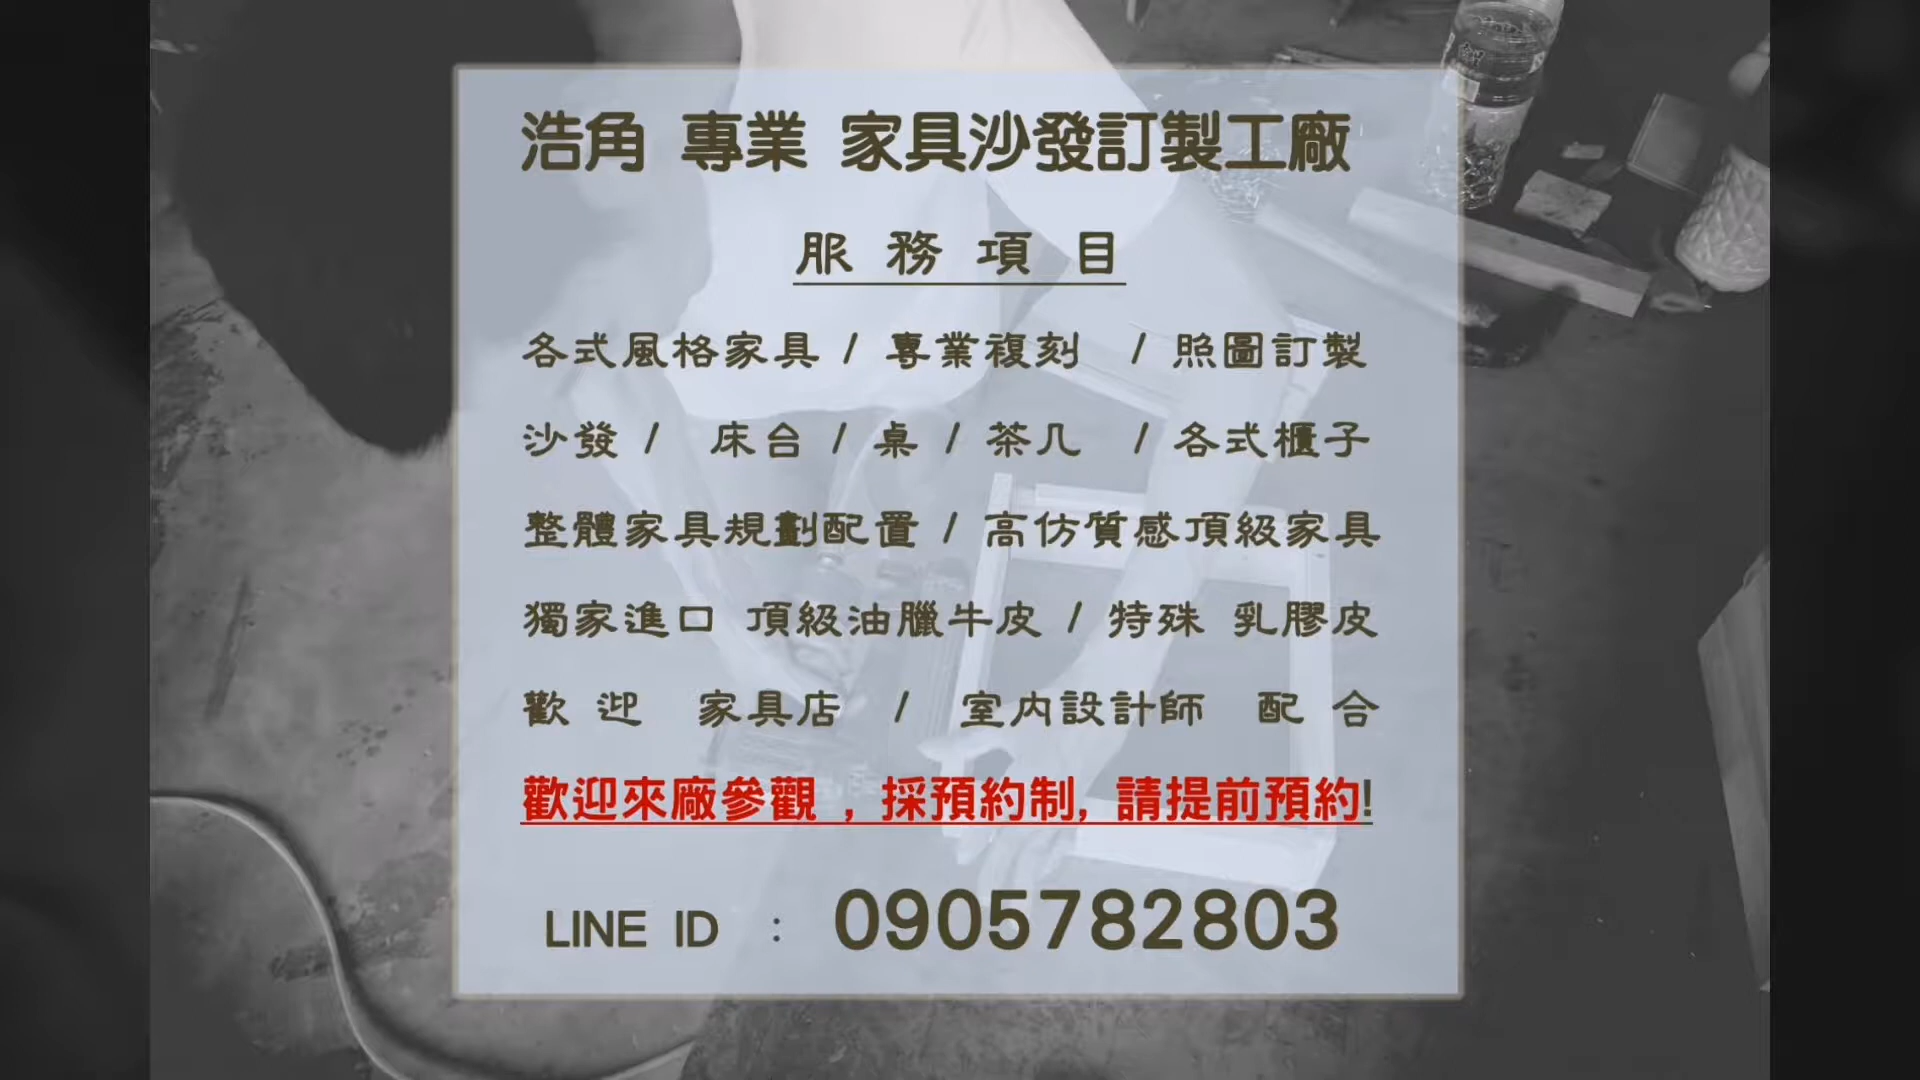 浩角 專業 家具沙發訂製工廠
服務項目
各式風格家具 / 專業複刻 / 照圖訂製
沙發 / 床台 / 桌 / 茶几 / 各式櫃子
整體家具規劃配置 / 高仿質感頂級家具
獨家進口 頂級油臘牛皮 / 特殊 乳膠皮
歡迎 家具店 / 室內設計師 配合
歡迎來廠參觀 , 採預約制, 請提前預約!
LINE ID : 0905782803